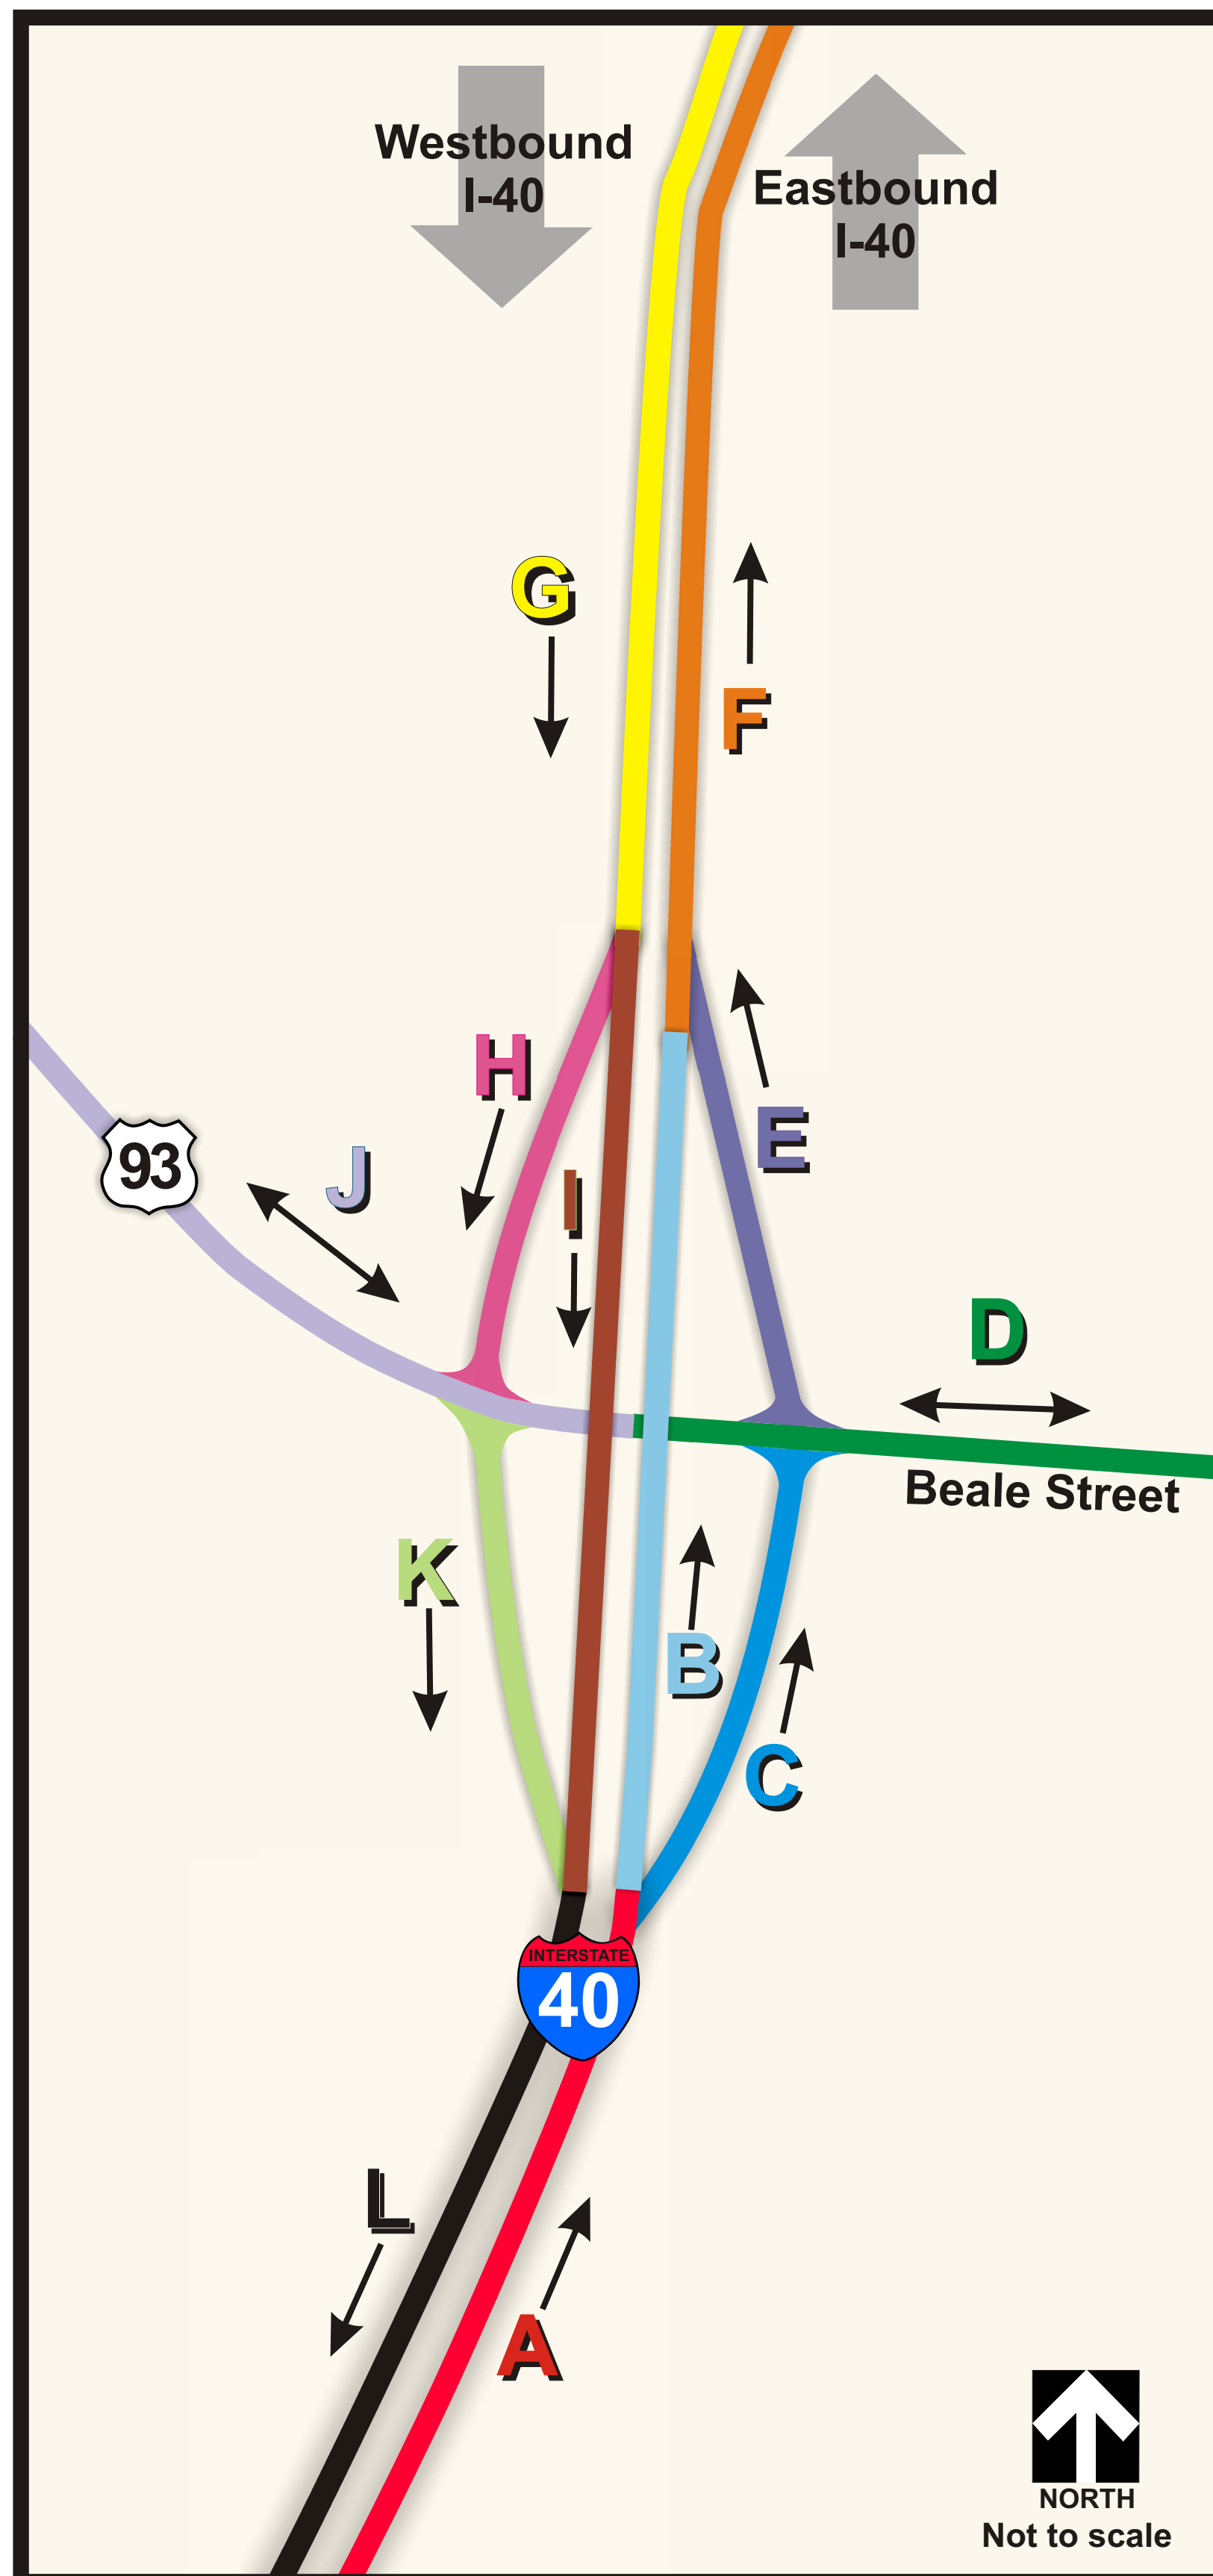 Westbound
I-40
Eastbound
I-40
G
F
H
E
93
J
I
D
Beale Street
K
B
C
INTERSTATE
40
L
A
NORTH
Not to scale